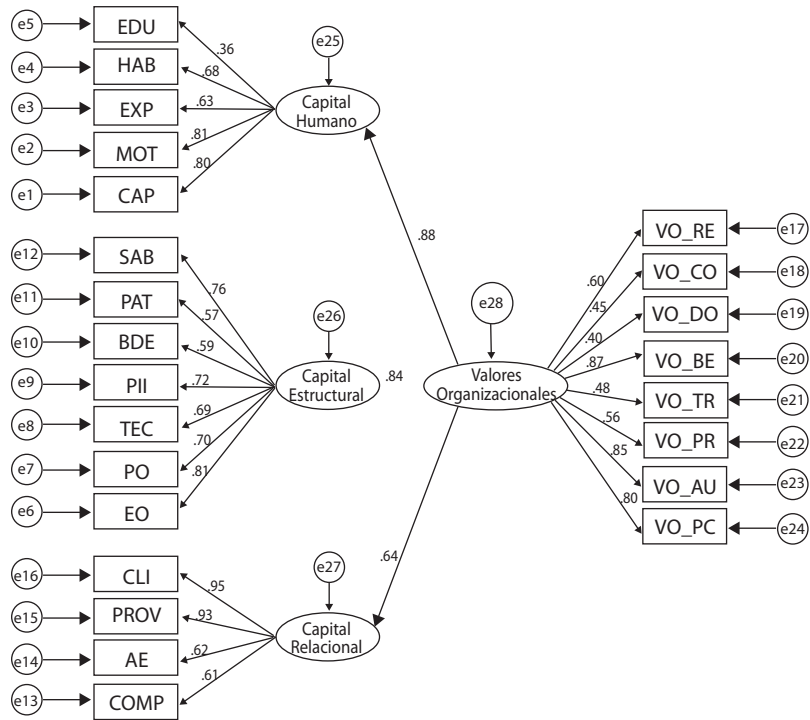 e5
EDU
.36
e4
HAB
.68
e3
EXP
.63
e2
MOT
.81
e1
CAP
.80
e25
Capital
Humano
.88
e12
SAB
.76
e11
PAT
.57
e10
BDE
.59
e9
PII
.72
e8
TEC
.69
e7
PO
.70
e6
EO
.81
e26
Capital
Estructural
.84
e28
Valores
Organizacionales
.64
e16
CLI
.95
e15
PROV
.93
e14
AE
.62
e13
COMP
.61
e27
Capital
Relacional
.60
VO_RE
e17
.45
VO_CO
e18
.40
VO_DO
e19
.87
VO_BE
e20
.48
VO_TR
e21
.56
VO_PR
e22
.85
VO_AU
e23
.80
VO_PC
e24